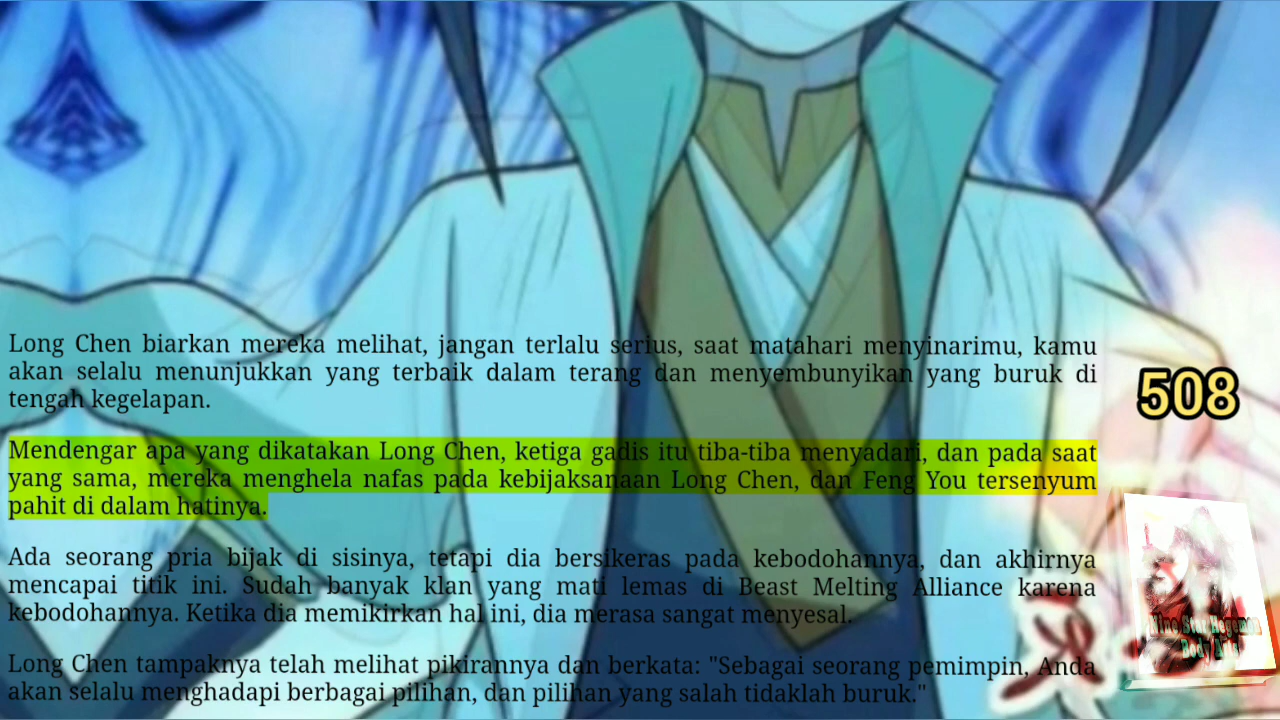 Long Chen biarkan mereka melihat, jangan terlalu serius, saat matahari menyinarimu, kamu
akan selalu menunjukkan yang terbaik dalam terang dan menyembunyikan yang buruk di
tengah kegelapan.
508
Mendengar apa yang dikatakan Long Chen, ketiga gadis itu tiba-tiba menyadari, dan pada saat
yang sama, mereka menghela nafas pada kebijaksanaan Long Chen, dan Feng You tersenyum
pahit di dalam hatinya.
Ada seorang pria bijak di sisinya, tetapi dia bersikeras pada kebodohannya, dan akhirnya
mencapai titik ini. Sudah banyak klan yang mati lemas di Beast Melting Alliance karena
kebodohannya. Ketika dia memikirkan hal ini, dia merasa sangat menyesal.
Long Chen tampaknya telah melihat pikirannya dan berkata: "Sebagai seorang pemimpin, Anda
akan selalu menghadapi berbagai pilihan, dan pilihan yang salah tidaklah buruk."
Nine Star Hegemon
Body Arts